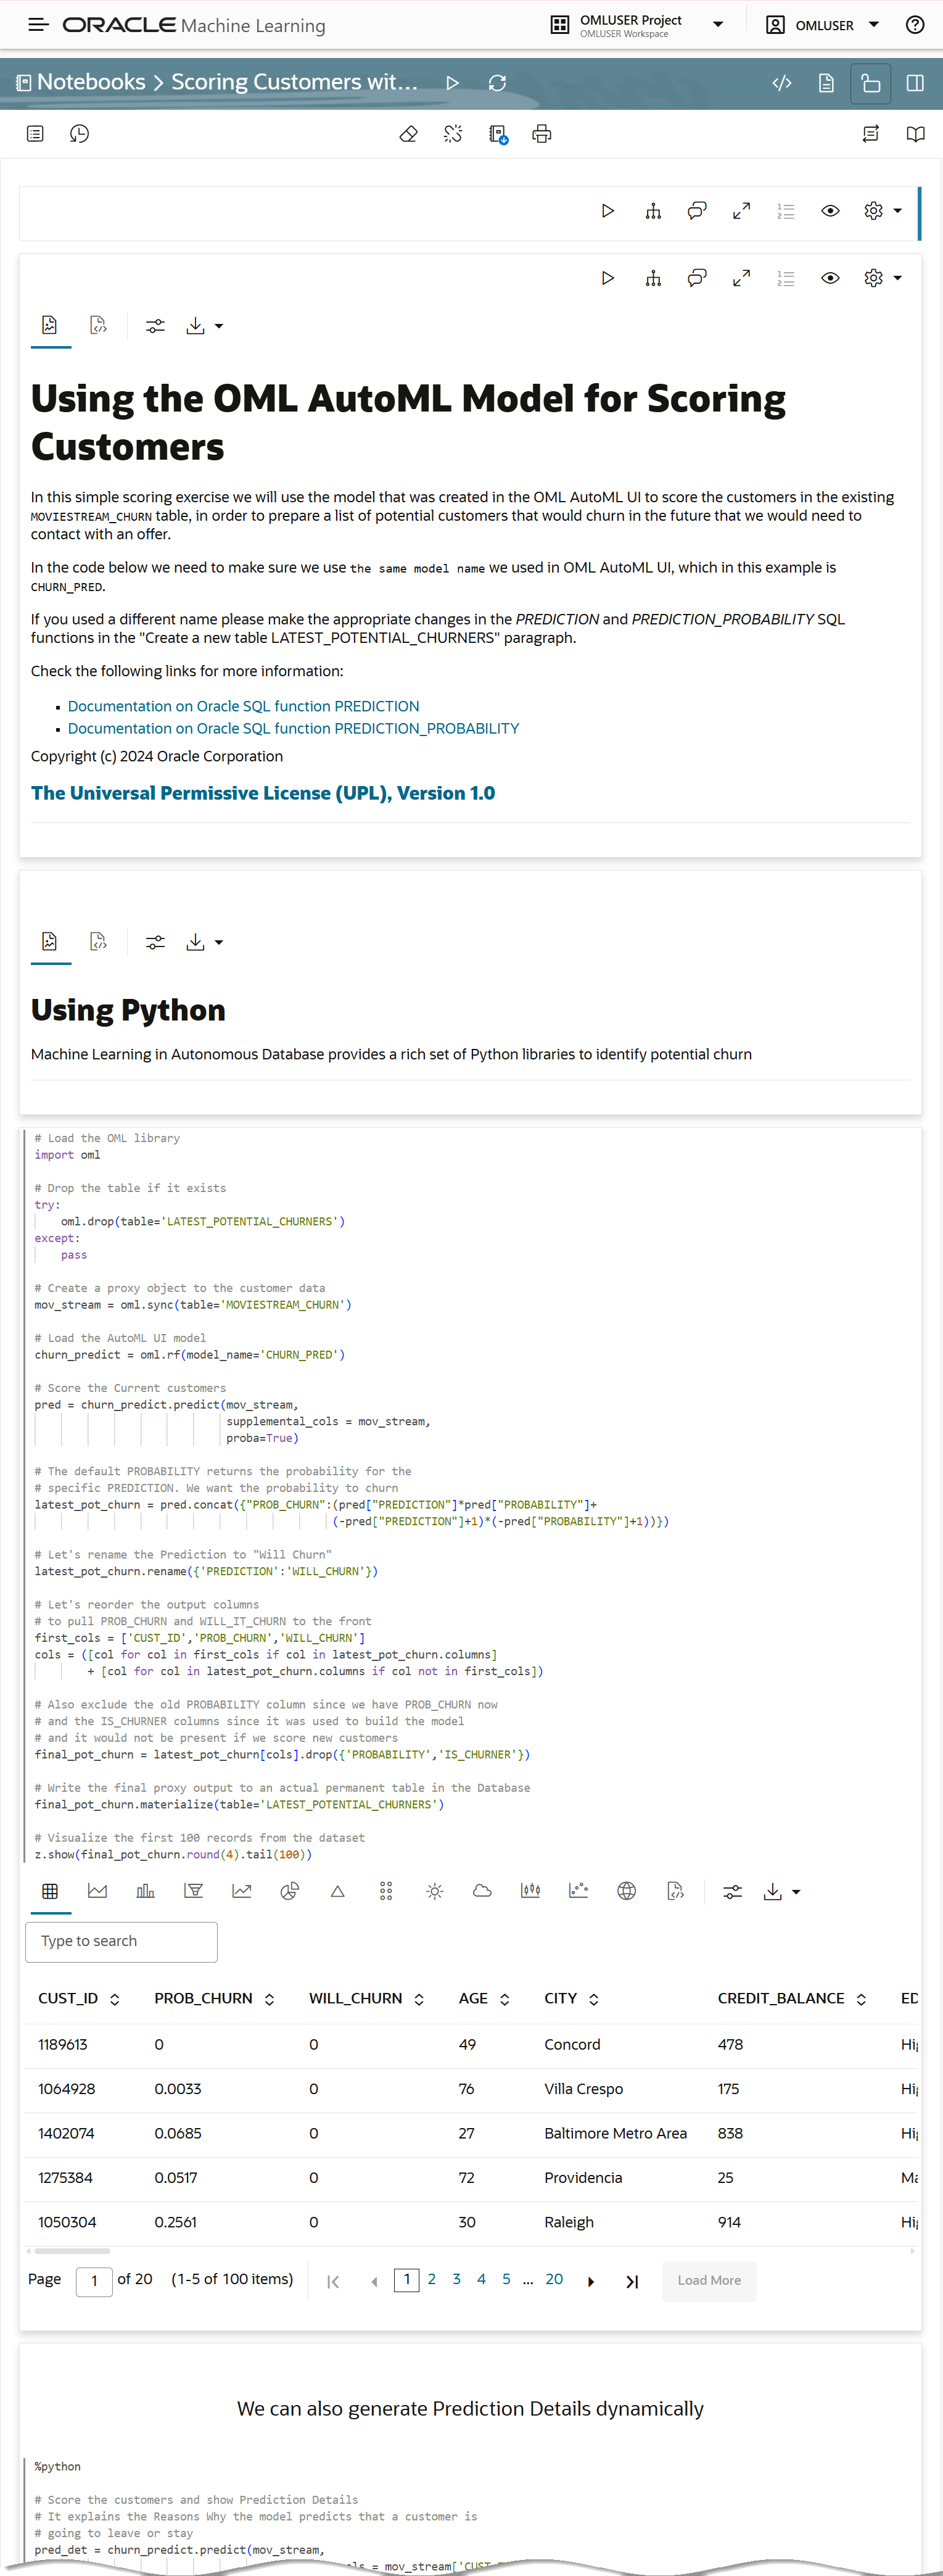 ORACLE Machine Learning
OMLUSER Project
OMLUSER Workspace
OMLUSER
Notebooks > Scoring Customers wit...
Using the OML AutoML Model for Scoring
Customers
In this simple scoring exercise we will use the model that was created in the OML AutoML UI to score the customers in the existing
MOVIESTREAM_CHURN table, in order to prepare a list of potential customers that would churn in the future that we would need to
contact with an offer.
In the code below we need to make sure we use the same model name we used in OML AutoML UI, which in this example is
CHURN_PRED.
If you used a different name please make the appropriate changes in the PREDICTION and PREDICTION_PROBABILITY SQL
functions in the "Create a new table LATEST_POTENTIAL_CHURNERS" paragraph.
Check the following links for more information:
▪ Documentation on Oracle SQL function PREDICTION
▪ Documentation on Oracle SQL function PREDICTION_PROBABILITY
Copyright (c) 2024 Oracle Corporation
The Universal Permissive License (UPL), Version 1.0
Using Python
Machine Learning in Autonomous Database provides a rich set of Python libraries to identify potential churn
# Load the OML library
import oml
# Drop the table if it exists
try:
oml.drop(table='LATEST_POTENTIAL_CHURNERS')
except:
pass
# Create a proxy object to the customer data
mov_stream = oml.sync(table='MOVIESTREAM_CHURN')
# Load the AutoML UI model
churn_predict = oml.rf(model_name='CHURN_PRED')
# Score the Current customers
pred = churn_predict.predict(mov_stream,
supplemental_cols = mov_stream,
proba=True)
# The default PROBABILITY returns the probability for the
# specific PREDICTION. We want the probability to churn
latest_pot_churn = pred.concat({"PROB_CHURN":(pred["PREDICTION"]*pred["PROBABILITY"]+
(-pred["PREDICTION"]+1)*(-pred["PROBABILITY"]+1))})
# Let's rename the Prediction to "Will Churn"
latest_pot_churn.rename({'PREDICTION':'WILL_CHURN'})
# Let's reorder the output columns
# to pull PROB_CHURN and WILL_IT_CHURN to the front
first_cols = ['CUST_ID','PROB_CHURN','WILL_CHURN']
cols = ([col for col in first_cols if col in latest_pot_churn.columns]
+ [col for col in latest_pot_churn.columns if col not in first_cols])
# Also exclude the old PROBABILITY column since we have PROB_CHURN now
# and the IS_CHURNER columns since it was used to build the model
# and it would not be present if we score new customers
final_pot_churn = latest_pot_churn[cols].drop({'PROBABILITY','IS_CHURNER'})
# Write the final proxy output to an actual permanent table in the Database
final_pot_churn.materialize(table='LATEST_POTENTIAL_CHURNERS')
# Visualize the first 100 records from the dataset
z.show(final_pot_churn.round(4).tail(100))
Type to search
CUST_ID PROB_CHURN WILL_CHURN AGE CITY CREDIT_BALANCE ED
1189613 0 0 49 Concord 478 Hi
1064928 0.0033 0 76 Villa Crespo 175 Hi
1402074 0.0685 0 27 Baltimore Metro Area 838 Hi
1275384 0.0517 0 72 Providencia 25 Ma
1050304 0.2561 0 30 Raleigh 914 Hi
Page 1 of 20 (1-5 of 100 items) 1 2 3 4 5 ... 20 Load More
We can also generate Prediction Details dynamically
%python
# Score the customers and show Prediction Details
# It explains the Reasons Why the model predicts that a customer is
# going to leave or stay
pred_det = churn_predict.predict(mov_stream,
= mov_stream['CUST